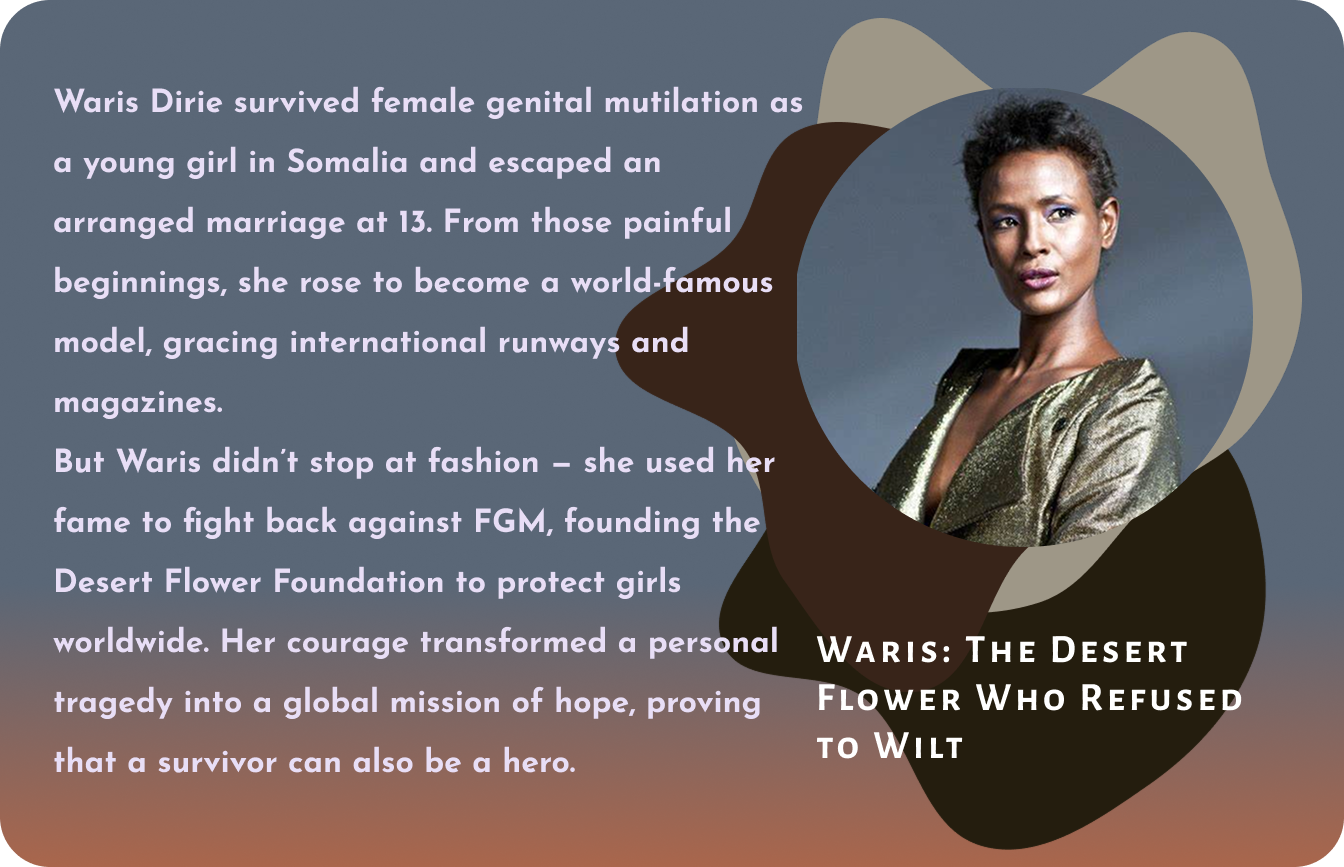 Waris Dirie survived female genital mutilation as
a young girl in Somalia and escaped an
arranged marriage at 13. From those painful
beginnings, she rose to become a world-famous
model, gracing international runways and
magazines.
But Waris didn't stop at fashion – she used her
fame to fight back against FGM, founding the
Desert Flower Foundation to protect girls
worldwide. Her courage transformed a personal
tragedy into a global mission of hope, proving
that a survivor can also be a hero.
Waris: The Desert
Flower Who Refused
to Wilt